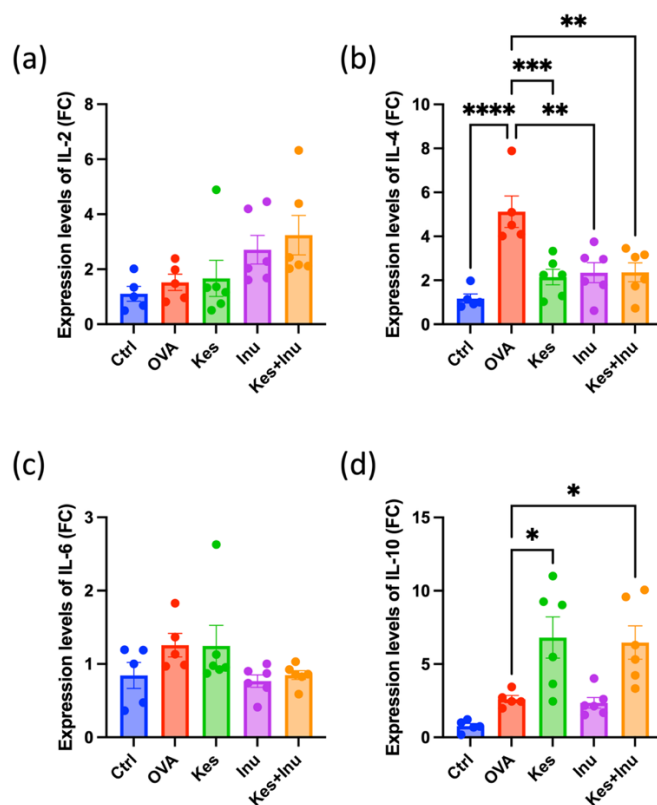 (a)
Expression levels of IL-2 (FC)
8
6
4
2
0
Ctrl
OVA
Kes
Inu
Kes+Inu
(b)
Expression levels of IL-4 (FC)
**
***
****
**
10
8
6
4
2
0
Ctrl
OVA
Kes
Inu
Kes+Inu
(c)
Expression levels of IL-6 (FC)
3
2
1
0
Ctrl
OVA
Kes
Inu
Kes+Inu
(d)
Expression levels of IL-10 (FC)
*
*
15
10
5
0
Ctrl
OVA
Kes
Inu
Kes+Inu